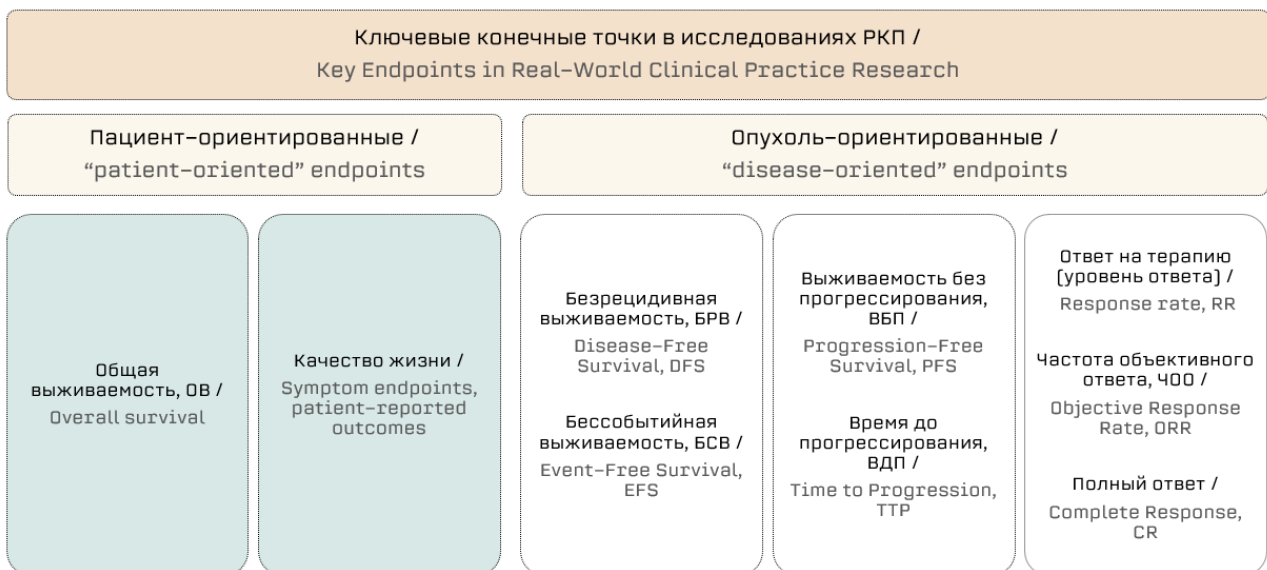 Ключевые конечные точки в исследованиях РКП /
Key Endpoints in Real-World Clinical Practice Research
Пациент-ориентированные /
“patient-oriented” endpoints
Опухоль-ориентированные /
“disease-oriented” endpoints
Общая
выживаемость, ОВ /
Overall survival
Качество жизни /
Symptom endpoints,
patient-reported
outcomes
Безрецидивная
выживаемость, БРВ /
Disease-Free
Survival, DFS
Бессобытийная
выживаемость, БСВ /
Event-Free Survival,
EFS
Выживаемость без
прогрессирования,
ВБП /
Progression-Free
Survival, PFS
Время до
прогрессирования,
ВДП /
Time to Progression,
TTP
Ответ на терапию
(уровень ответа) /
Response rate, RR
Частота объективного
ответа, ЧОО /
Objective Response
Rate, ORR
Полный ответ /
Complete Response,
CR